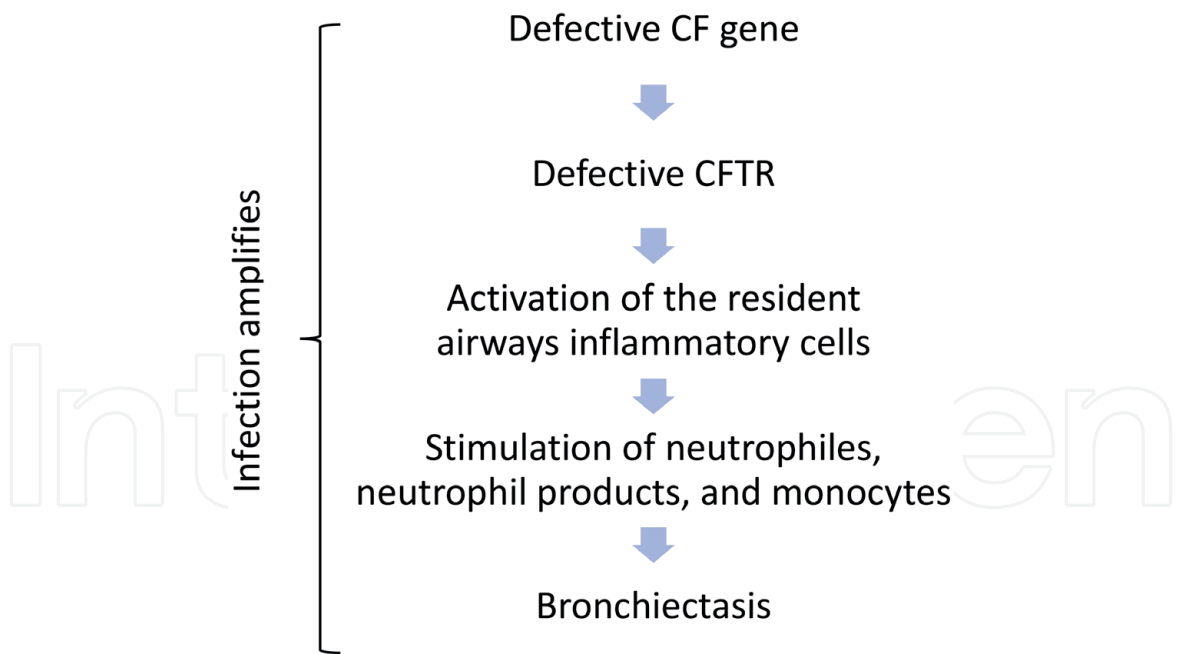 Defective CF gene
Defective CFTR
Infection amplifies
Activation of the resident
airways inflammatory cells
Stimulation of neutrophiles,
neutrophil products, and monocytes
Bronchiectasis